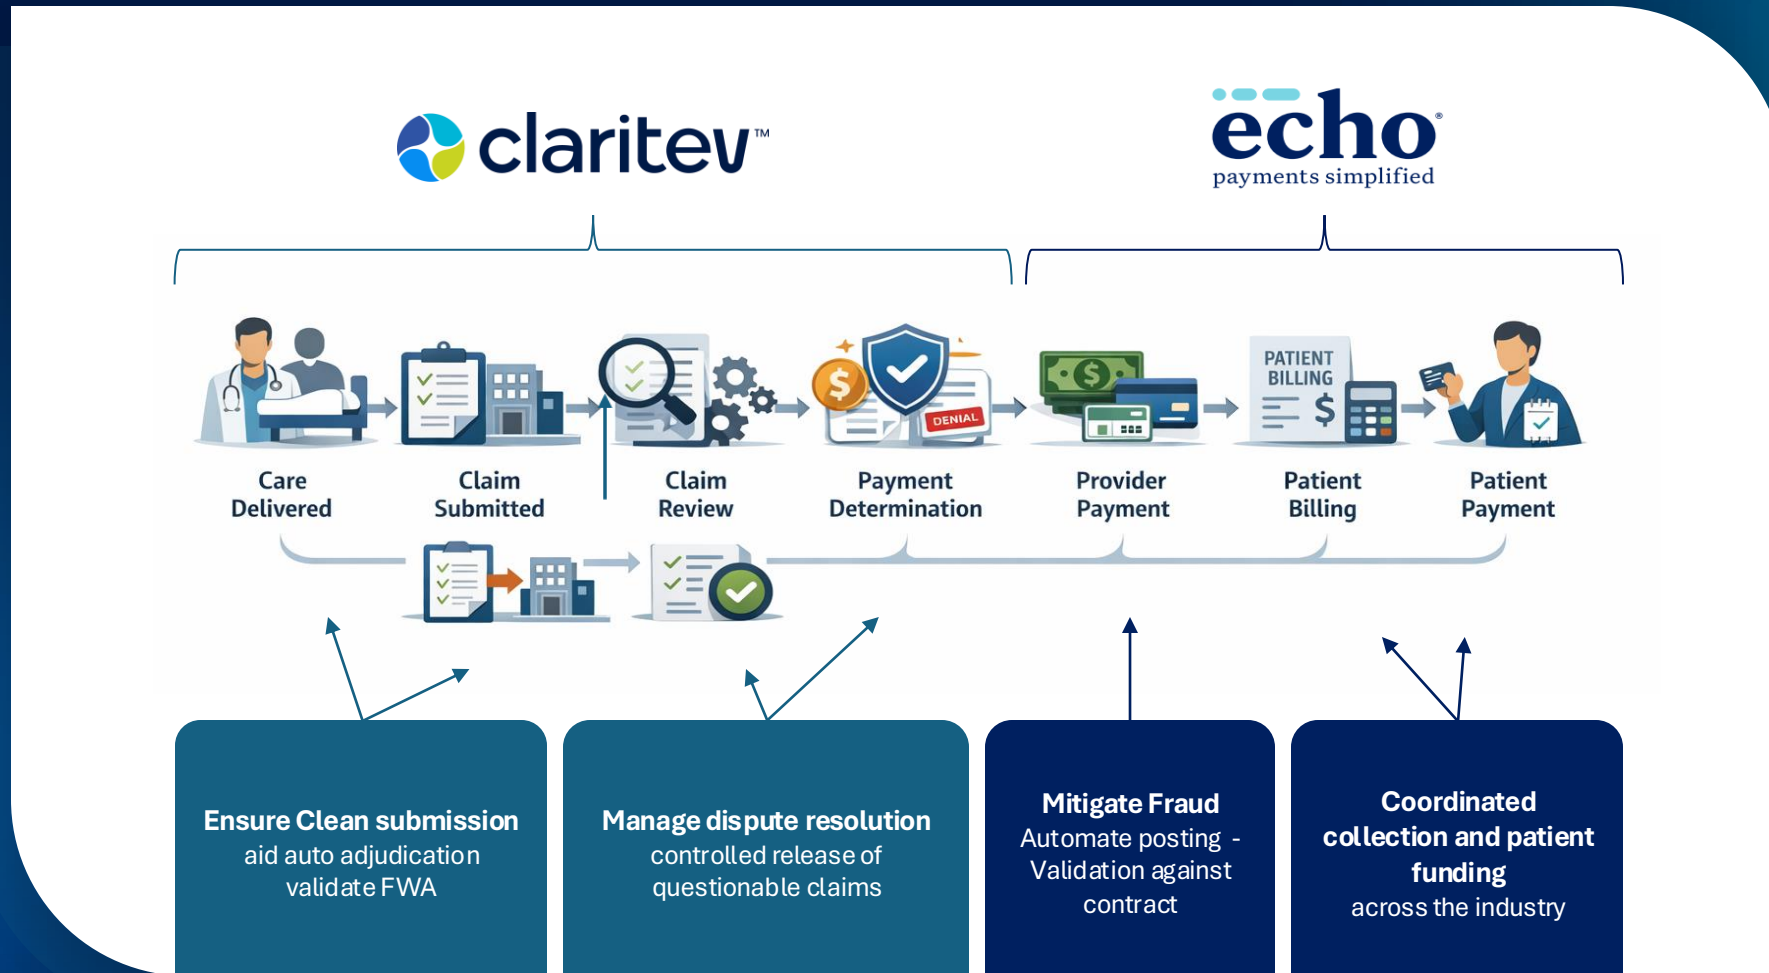 claritev™
echo®
payments simplified
PATIENT
BILLING
$
$
$
DENIAL
Care
Delivered
Claim
Submitted
Claim
Review
Payment
Determination
Provider
Payment
Patient
Billing
Patient
Payment
Ensure Clean submission
aid auto adjudication
validate FWA
Manage dispute resolution
controlled release of
questionable claims
Mitigate Fraud
Automate posting -
Validation against
contract
Coordinated
collection and patient
funding
across the industry